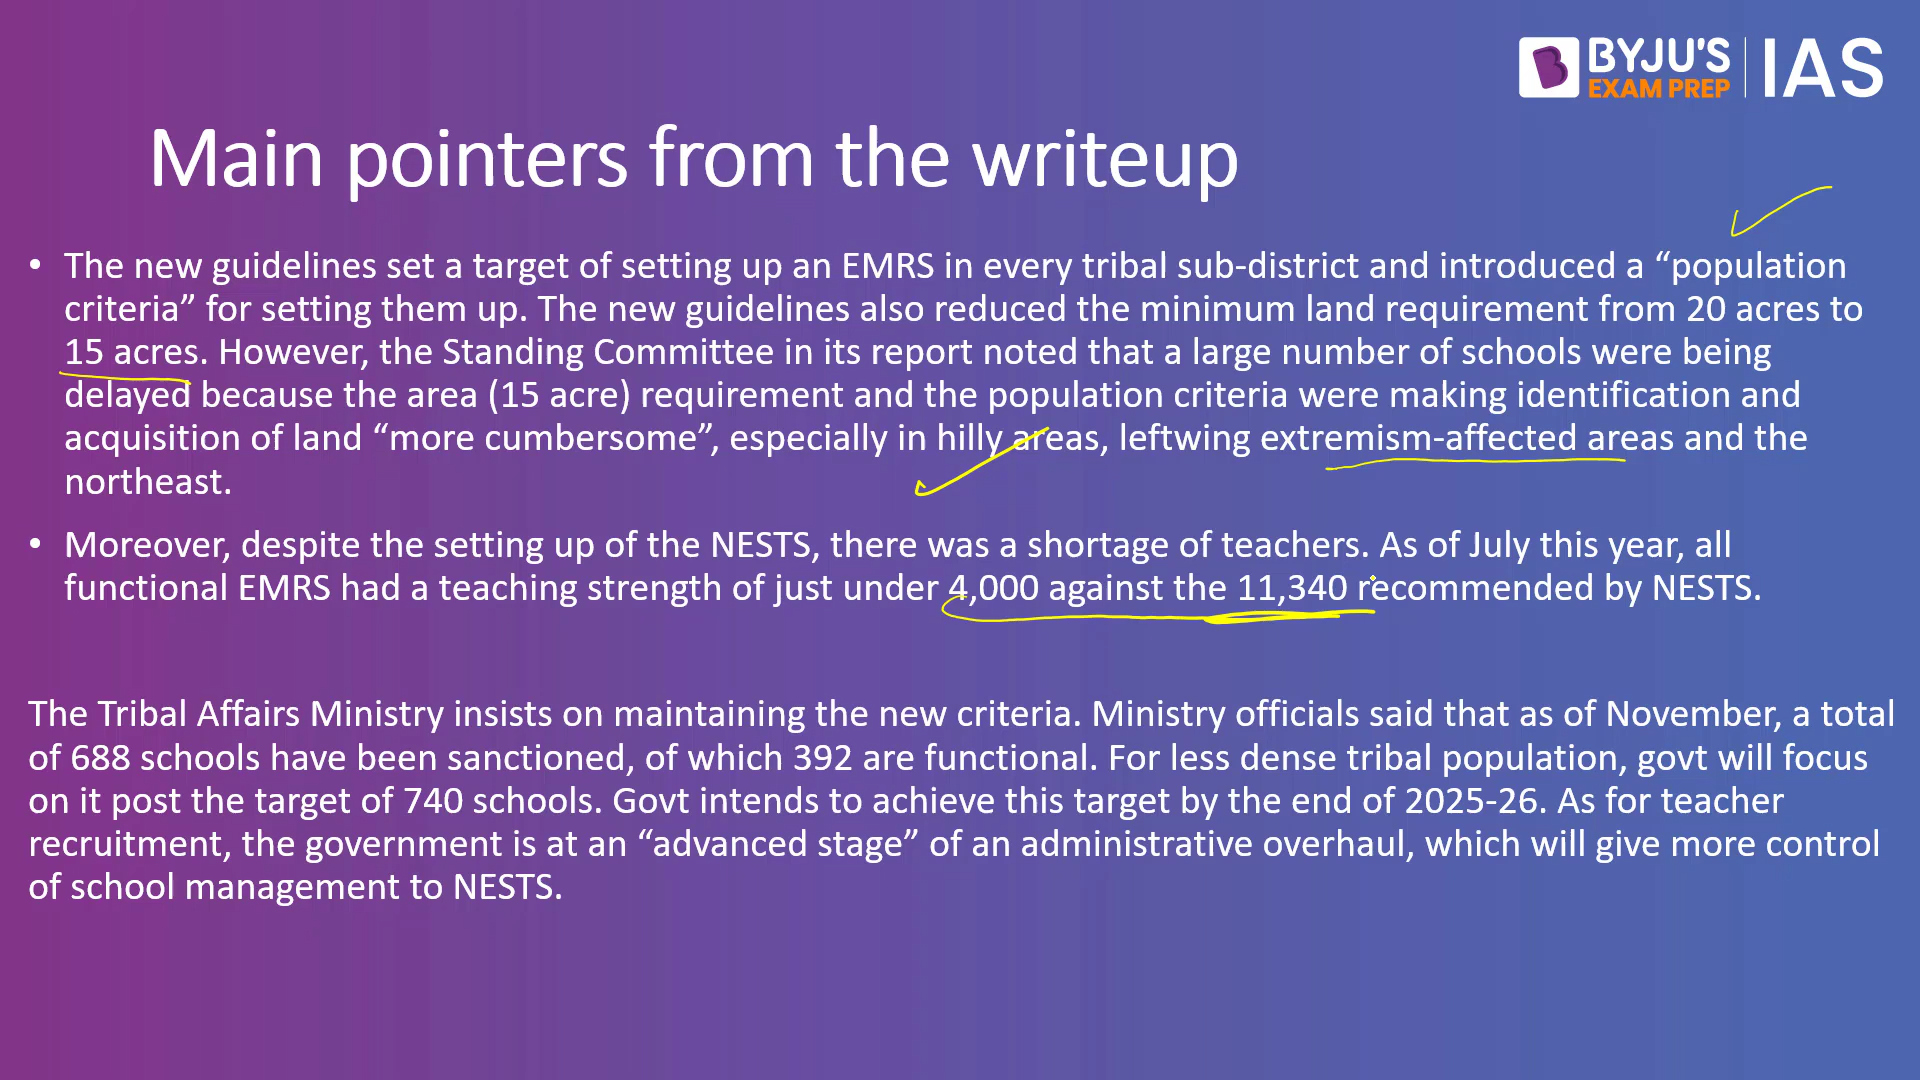 BYJU'S
EXAM PREP
IAS
Main pointers from the writeup
• The new guidelines set a target of setting up an EMRS in every tribal sub-district and introduced a “population
criteria” for setting them up. The new guidelines also reduced the minimum land requirement from 20 acres to
15 acres. However, the Standing Committee in its report noted that a large number of schools were being
delayed because the area (15 acre) requirement and the population criteria were making identification and
acquisition of land “more cumbersome”, especially in hilly areas, leftwing extremism-affected areas and the
northeast.
• Moreover, despite the setting up of the NESTS, there was a shortage of teachers. As of July this year, all
functional EMRS had a teaching strength of just under 4,000 against the 11,340 recommended by NESTS.
The Tribal Affairs Ministry insists on maintaining the new criteria. Ministry officials said that as of November, a total
of 688 schools have been sanctioned, of which 392 are functional. For less dense tribal population, govt will focus
on it post the target of 740 schools. Govt intends to achieve this target by the end of 2025-26. As for teacher
recruitment, the government is at an “advanced stage” of an administrative overhaul, which will give more control
of school management to NESTS.